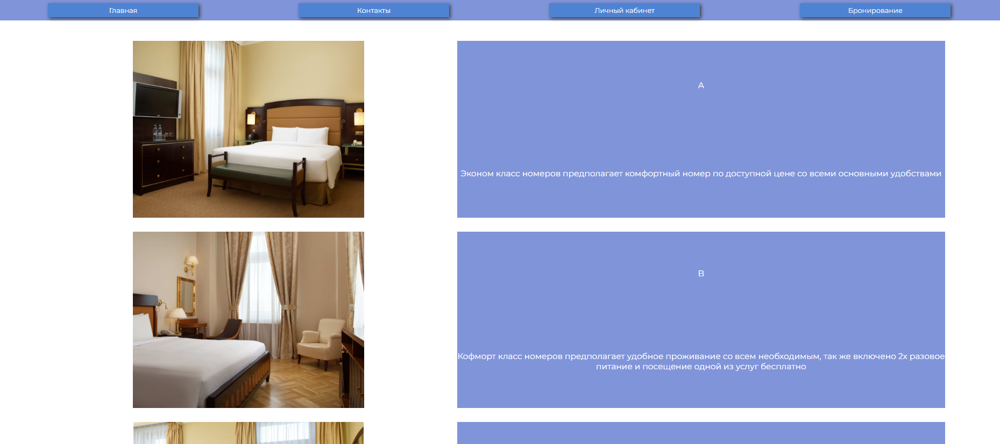 Главная
Контакты
Личный кабинет
Бронирование
A
Эконом класс номеров предполагает комфортный номер по доступной цене со всеми основными удобствами
B
Кофморт класс номеров предполагает удобное проживание со всем необходимым, так же включено 2х разовое
питание и посещение одной из услуг бесплатно